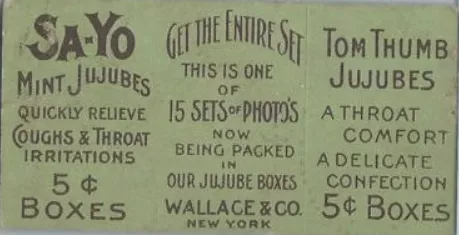 SA-YO
MINT JUJUBES
QUICKLY RELIEVE
COUGHS & THROAT
IRRITATIONS
5 ¢
BOXES
GET THE ENTIRE SET
THIS IS ONE
OF
15 SETS OF PHOTO'S
NOW
BEING PACKED
IN
OUR JUJUBE BOXES
WALLACE & CO.
NEW YORK
TOM THUMB
JUJUBES
A THROAT
COMFORT
A DELICATE
CONFECTION
5¢ BOXES